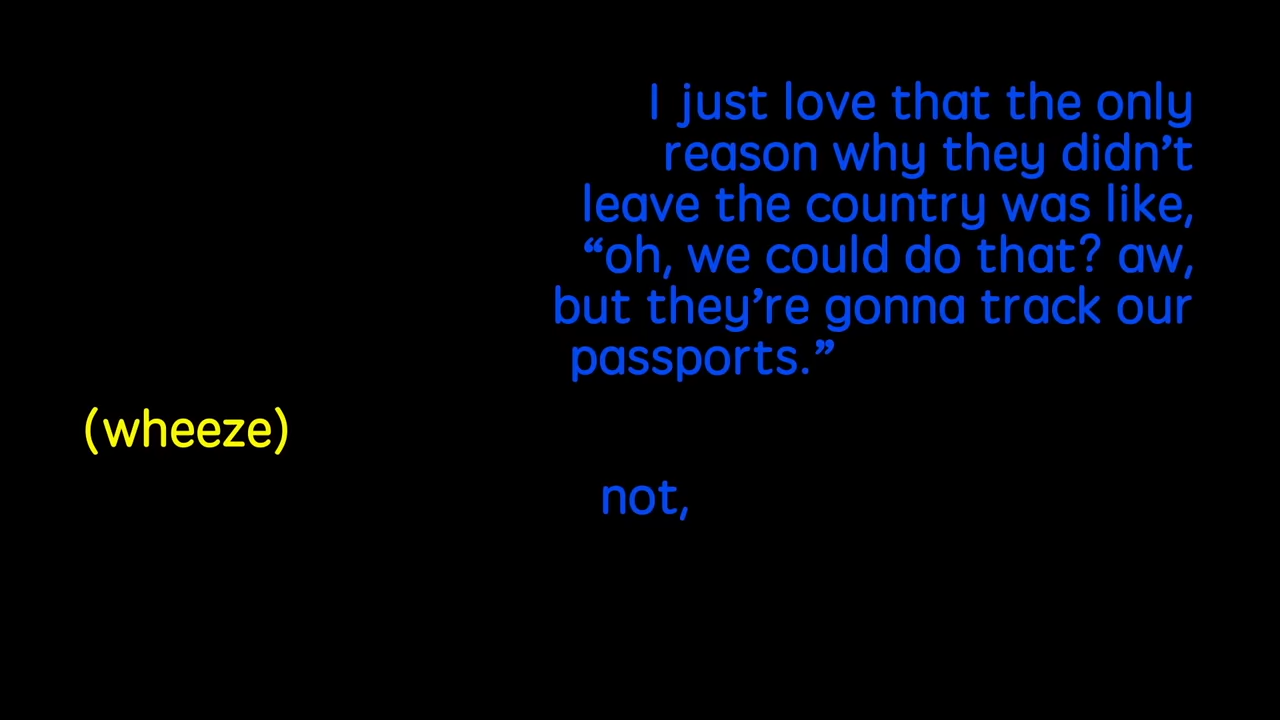 I just love that the only
reason why they didn’t
leave the country was like,
“oh, we could do that? aw,
but they’re gonna track our
passports.”
(wheeze)
not,